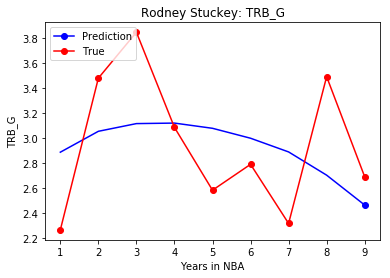 Rodney Stuckey: TRB_G
Prediction
True
TRB_G
3.8
3.6
3.4
3.2
3.0
2.8
2.6
2.4
2.2
1 2 3 4 5 6 7 8 9
Years in NBA